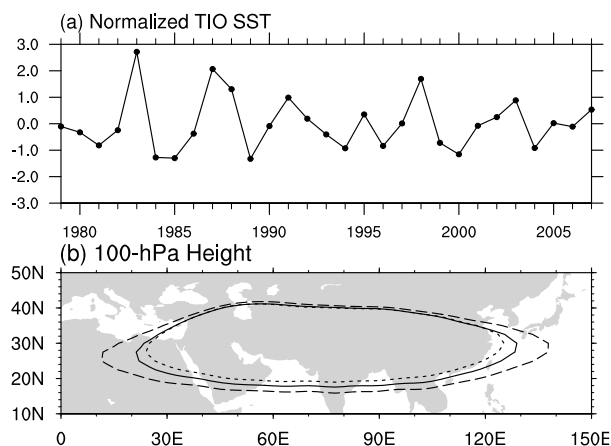 (a) Normalized TIO SST
3.0
2.0
1.0
0.0
-1.0
-2.0
-3.0
1980 1985 1990 1995 2000 2005
(b) 100-hPa Height
50N
40N
30N
20N
10N
0 30E 60E 90E 120E 150E